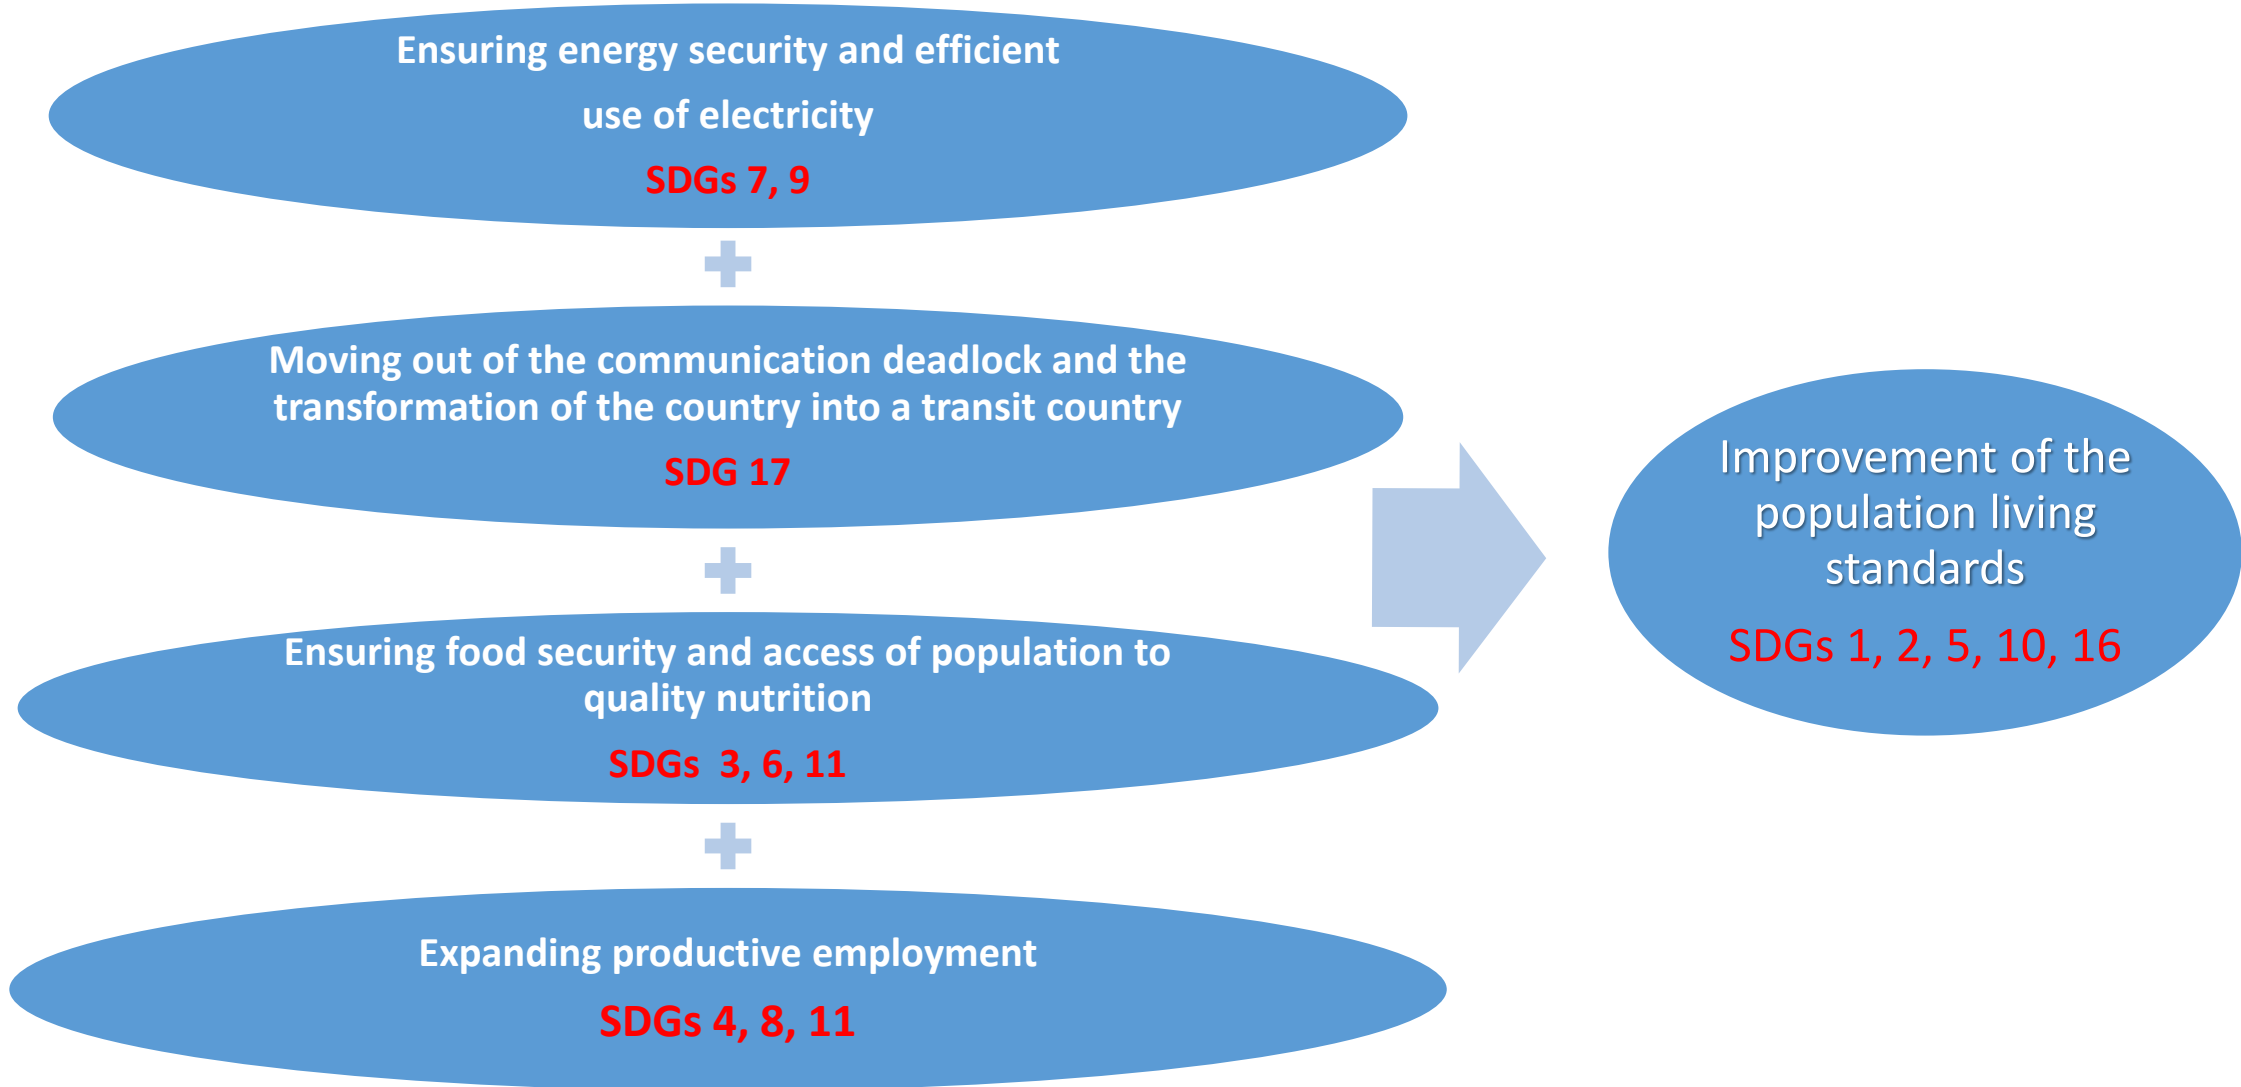 Ensuring energy security and efficient
use of electricity
SDGs 7, 9
Moving out of the communication deadlock and the
transformation of the country into a transit country
SDG 17
Ensuring food security and access of population to
quality nutrition
SDGs  3, 6, 11
Expanding productive employment
SDGs 4, 8, 11
Improvement of the
population living
standards
SDGs 1, 2, 5, 10, 16